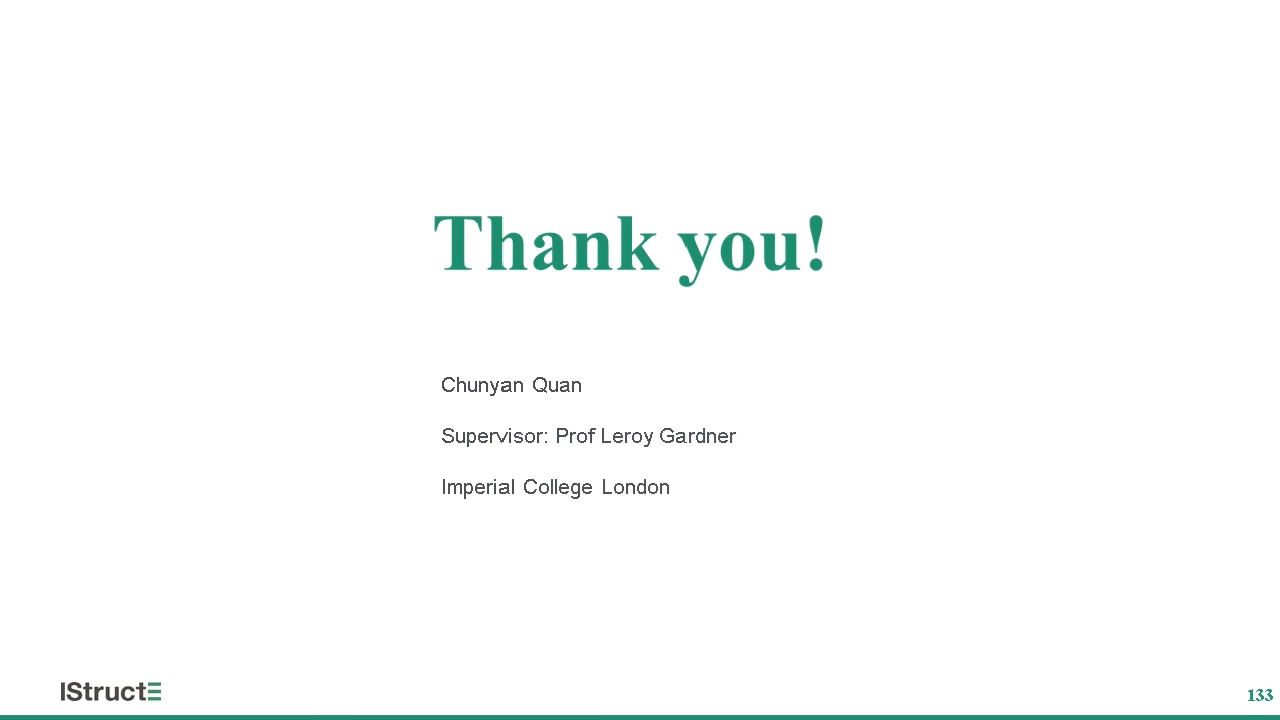 Thank you!
Chunyan Quan
Supervisor: Prof Leroy Gardner
Imperial College London
IStructE
133